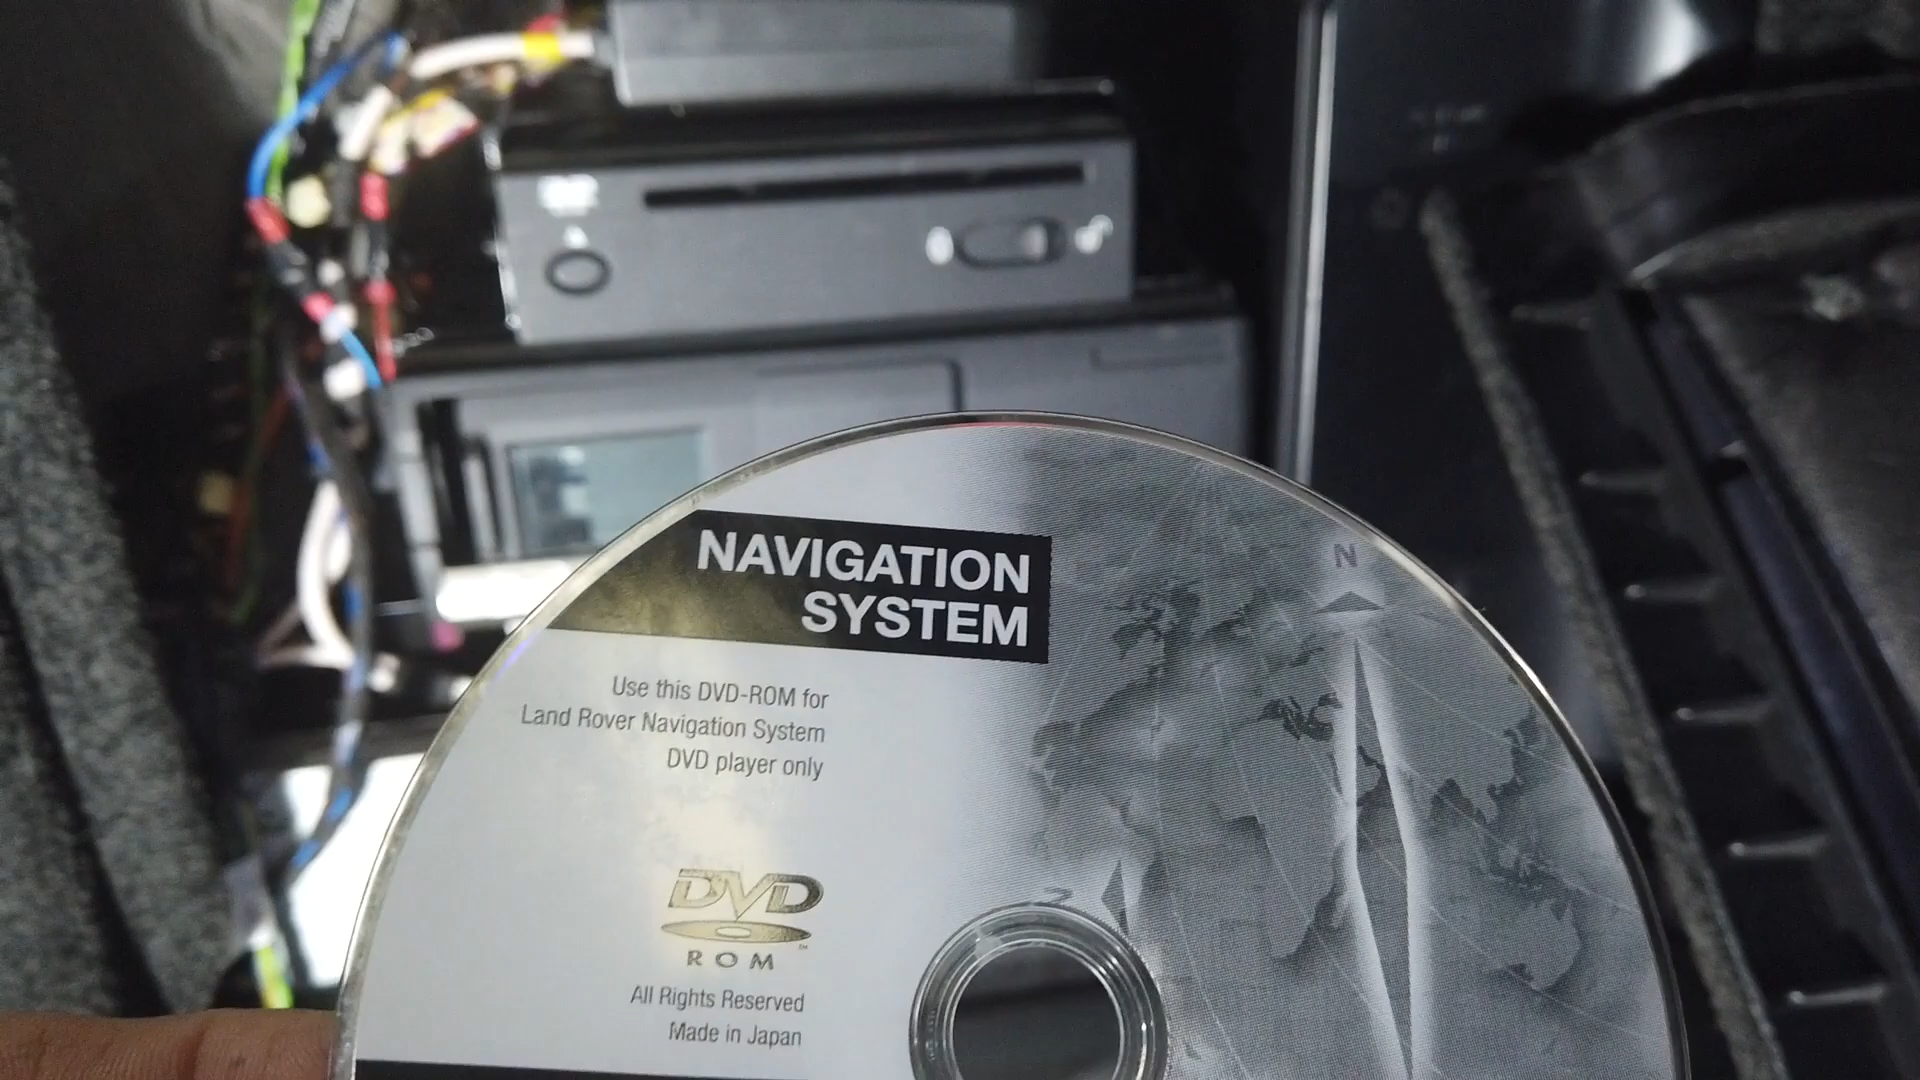 NAVIGATION
SYSTEM
N
Use this DVD-ROM for
Land Rover Navigation System
DVD player only
DVD
ROM
All Rights Reserved
Made in Japan